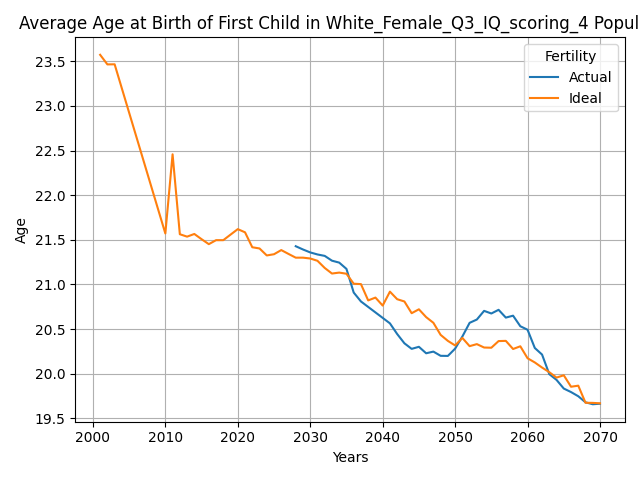 Average Age at Birth of First Child in White_Female_Q3_IQ_scoring_4 Popul
Fertility
Actual
Ideal
23.5
23.0
22.5
22.0
21.5
21.0
20.5
20.0
19.5
Age
2000 2010 2020 2030 2040 2050 2060 2070
Years